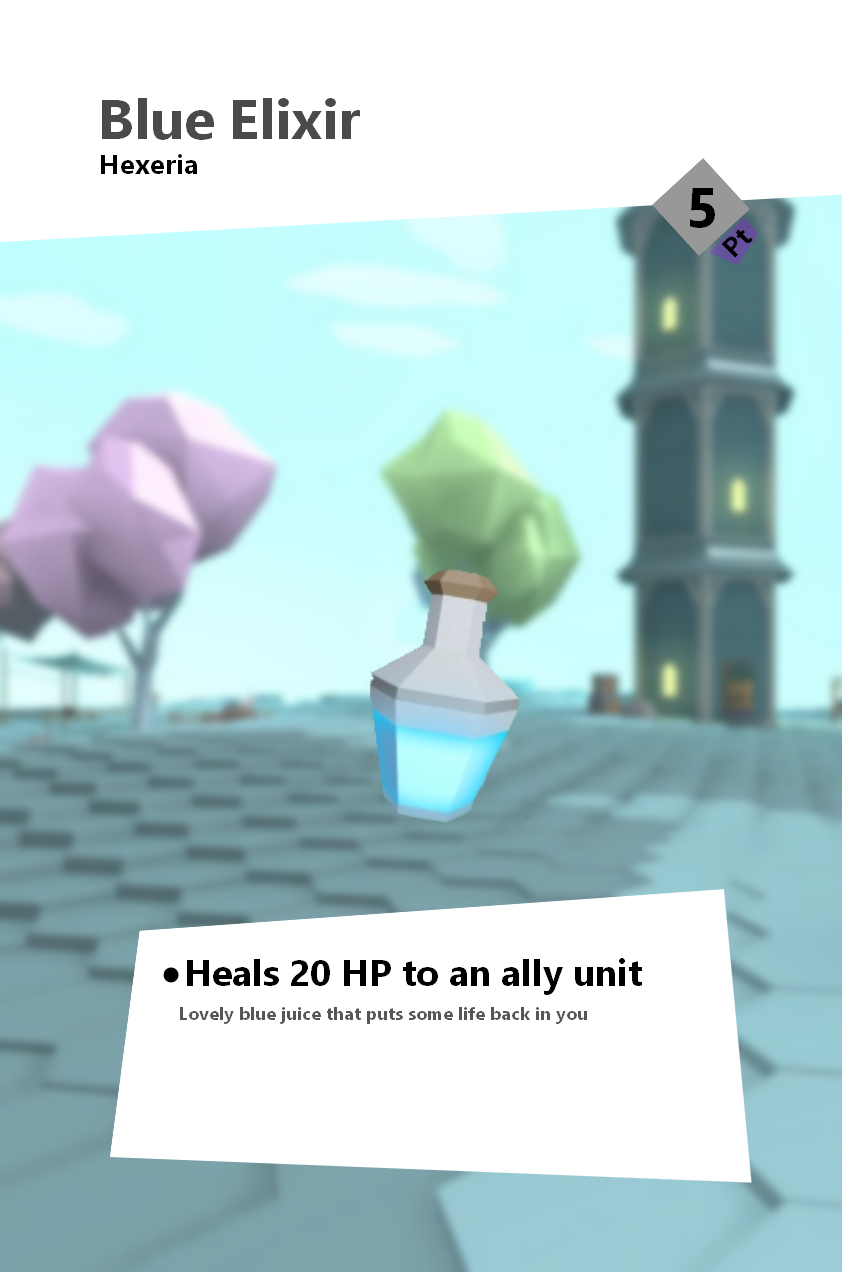 Blue Elixir
Hexeria
5
Pt
•Heals 20 HP to an ally unit
Lovely blue juice that puts some life back in you